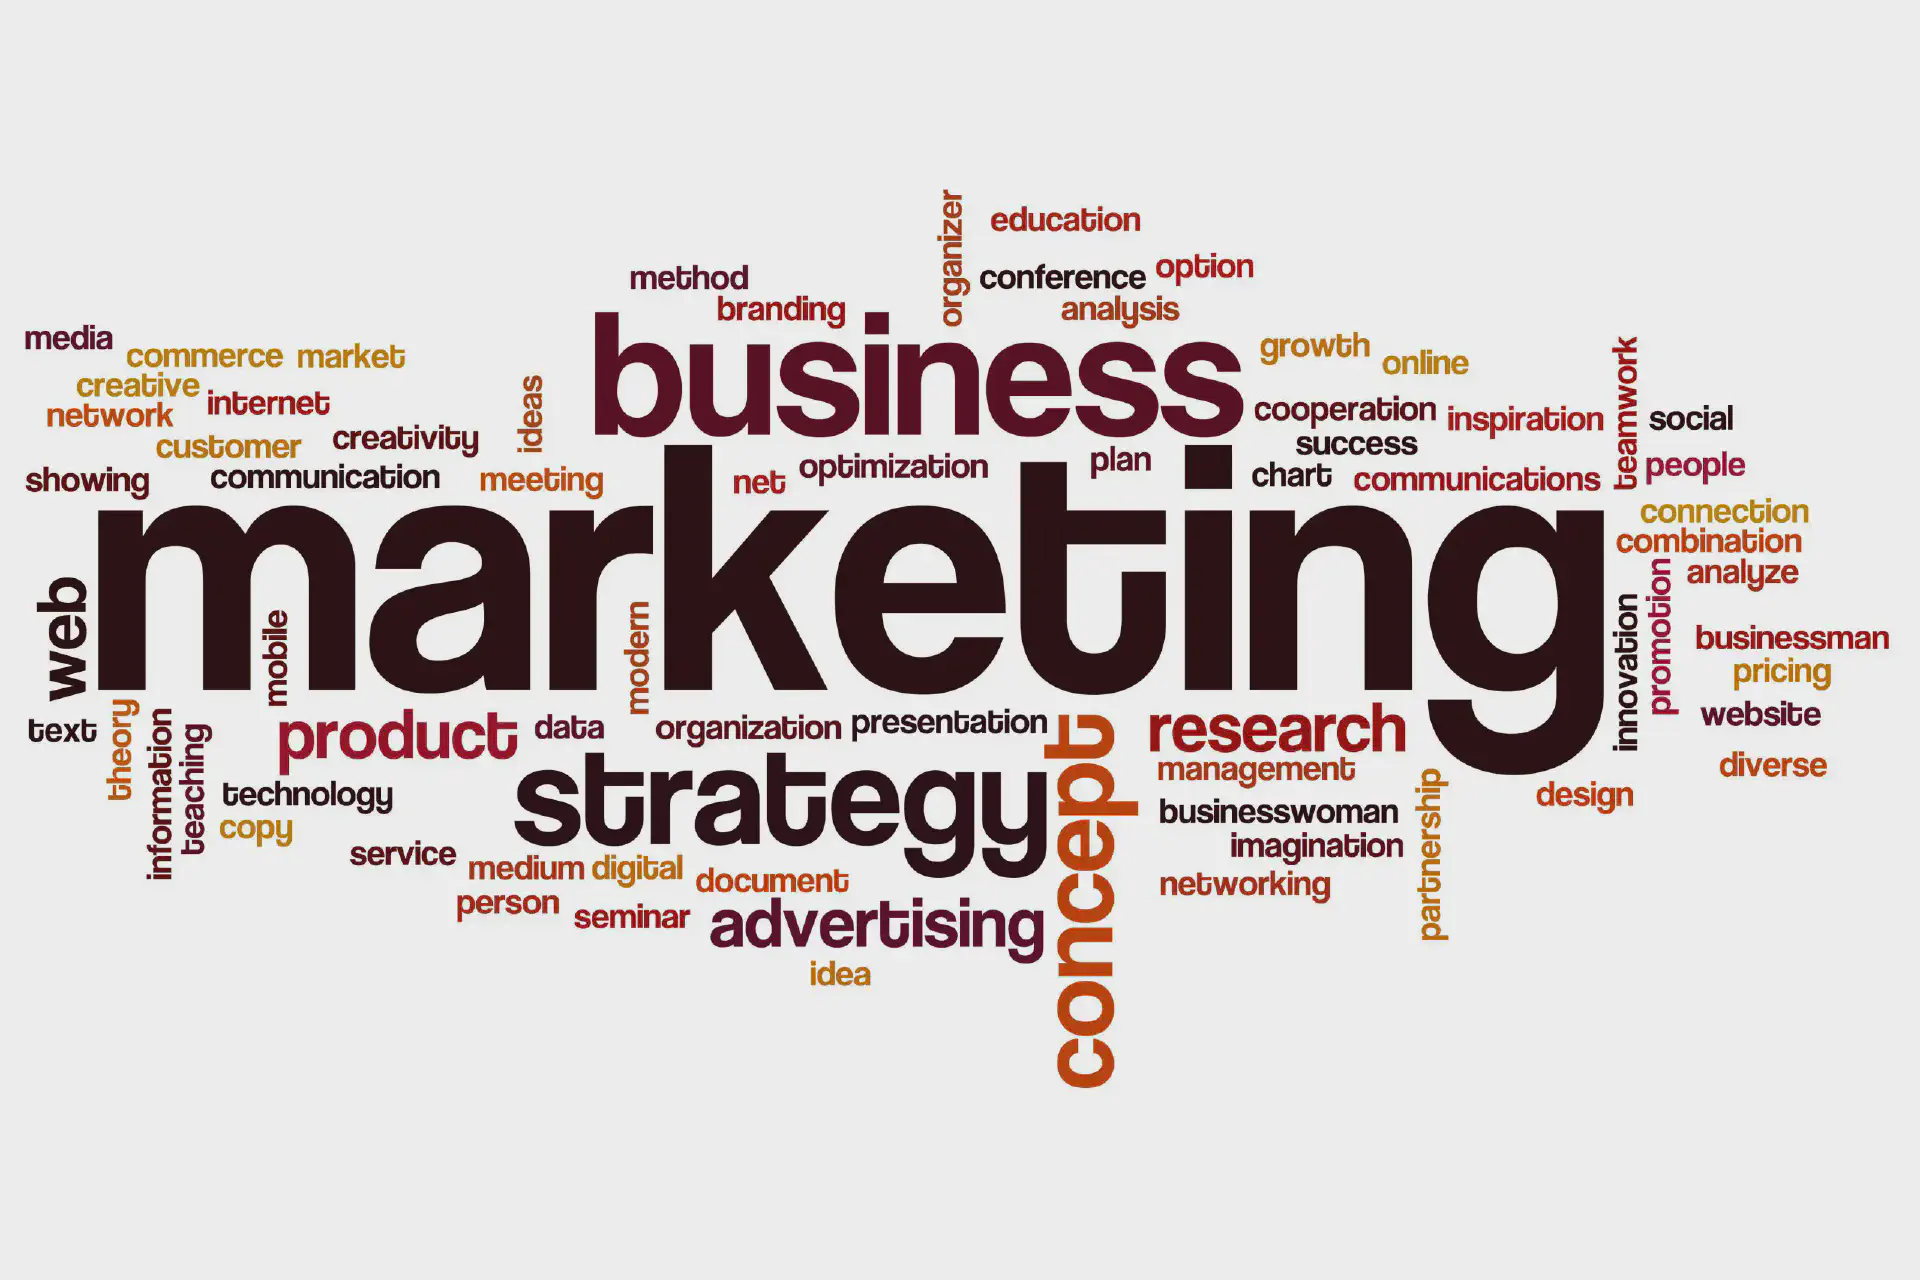 organizer
education
method
conference
option
branding
analysis
media
commerce
market
business
growth
online
creative
internet
network
ideas
cooperation
inspiration
teamwork
social
customer
creativity
success
showing
communication
meeting
net
optimization
plan
chart
communications
people
marketing
connection
combination
analyze
web
mobile
modern
innovation
promotion
businessman
pricing
text
theory
information
teaching
product
data
organization
presentation
concept
research
website
management
diverse
technology
strategy
businesswoman
partnership
design
copy
service
imagination
medium
digital
document
networking
person
seminar
advertising
idea